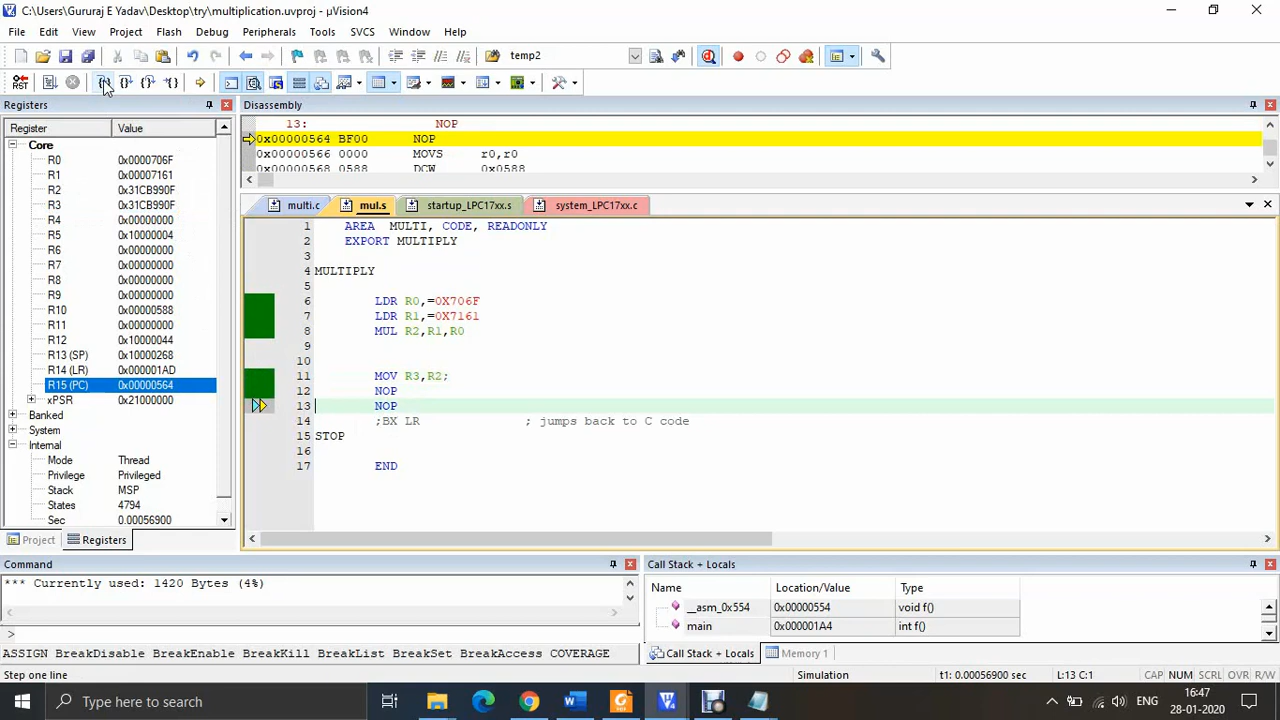 C:\Users\Gururaj E Yadav\Desktop\try\multiplication.uvproj - µVision4
File Edit View Project Flash Debug Peripherals Tools SVCS Window Help
temp2
RST
Registers
Disassembly
Register Value
13: NOP
0x00000564 BF00 NOP
0x00000566 0000 MOVS r0,r0
0x00000568 0588 DCW 0x0588
Core
R0 0x0000706F
R1 0x00007161
R2 0x31CB990F
R3 0x31CB990F
R4 0x00000000
R5 0x10000004
R6 0x00000000
R7 0x00000000
R8 0x00000000
R9 0x00000000
R10 0x00000588
R11 0x00000000
R12 0x10000044
R13 (SP) 0x10000268
R14 (LR) 0x000001AD
R15 (PC) 0x00000564
xPSR 0x21000000
Banked
System
Internal
Mode Thread
Privilege Privileged
Stack MSP
States 4794
Sec 0.00056900
Project Registers
multi.c mul.s startup_LPC17xx.s system_LPC17xx.c
1 AREA MULTI, CODE, READONLY
2 EXPORT MULTIPLY
3
4 MULTIPLY
5
6 LDR R0,=0X706F
7 LDR R1,=0X7161
8 MUL R2,R1,R0
9
10
11 MOV R3,R2;
12 NOP
13 NOP
14 ;BX LR ; jumps back to C code
15 STOP
16
17 END
Command
*** Currently used: 1420 Bytes (4%)
>
ASSIGN BreakDisable BreakEnable BreakKill BreakList BreakSet BreakAccess COVERAGE
Call Stack + Locals
Name Location/Value Type
__asm_0x554 0x00000554 void f()
main 0x000001A4 int f()
Call Stack + Locals Memory 1
Step one line Simulation t1: 0.00056900 sec L:13 C:1 CAP NUM SCRL OVR R/W
Type here to search
ENG
16:47
28-01-2020